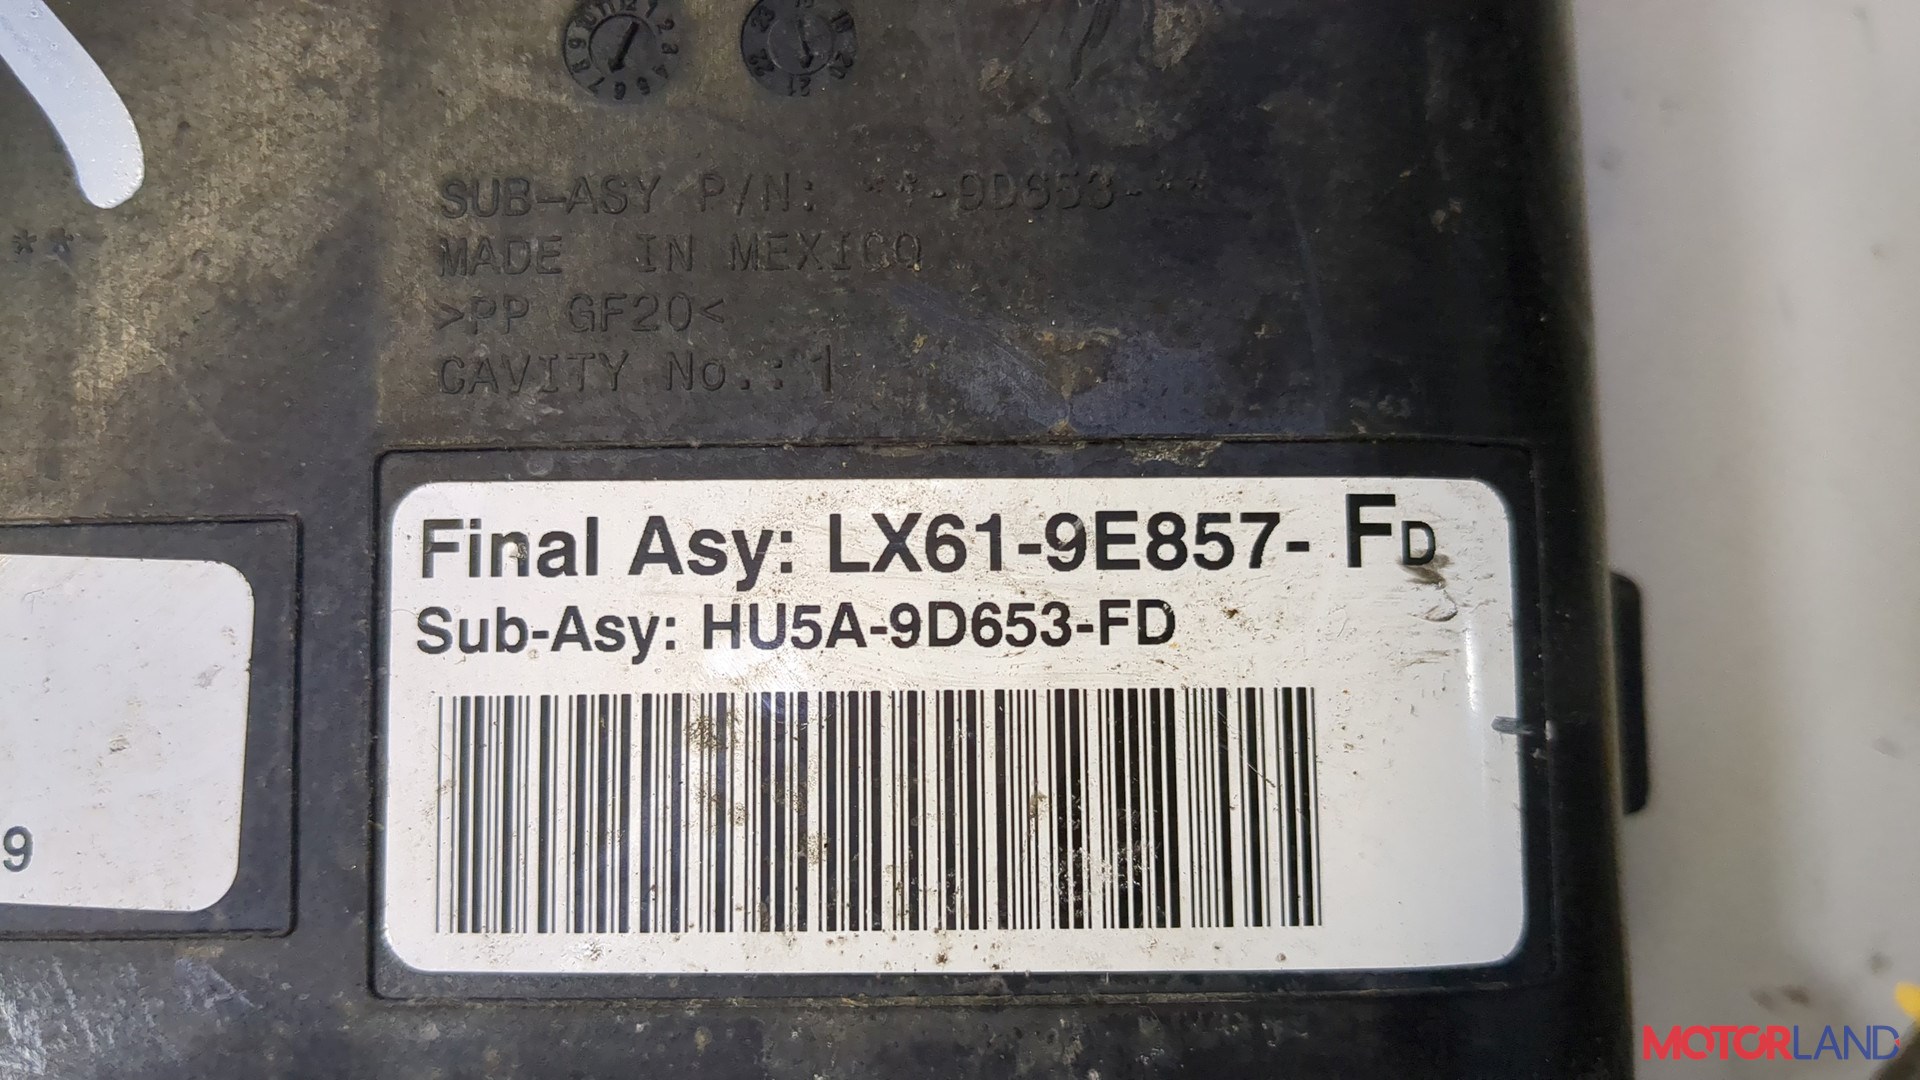 SUB-ASY P/N: **-9D653-**
MADE IN MEXICO
>PP GF20<
CAVITY No.: 1
**
Final Asy: LX61-9E857- FD
Sub-Asy: HU5A-9D653-FD
9
MOTORLAND